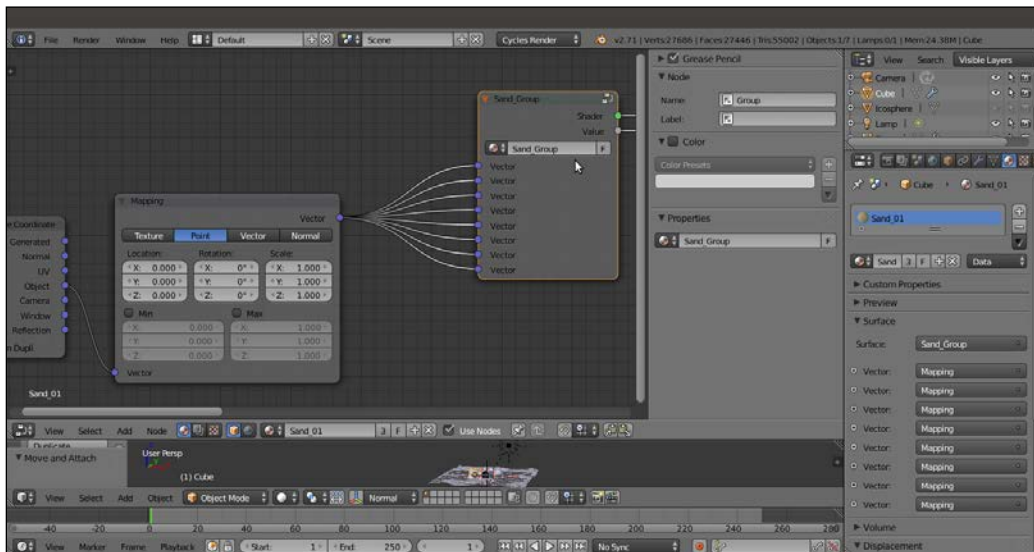 File Render Window Help Default Scene Cycles Render v2.71 | Verts:27686 | Faces:27446 | Tris:55002 | Objects:1/7 | Lamps:0/1 | Mem:24.38M | Cube
Sand_Group
Shader
Value
Sand_Group F
Vector
Vector
Vector
Vector
Vector
Vector
Vector
Vector
Mapping
Vector
Texture Point Vector Normal
Location: Rotation: Scale:
X: 0.000 X: 0° X: 1.000
Y: 0.000 Y: 0° Y: 1.000
Z: 0.000 Z: 0° Z: 1.000
Min Max
X: 0.000 X: 1.000
Y: 0.000 Y: 1.000
Z: 0.000 Z: 1.000
Vector
e Coordinate
Generated
Normal
UV
Object
Camera
Window
Reflection
n Dupli
Sand_01
Grease Pencil
Node
Name: Group
Label:
Color
Color Presets
Properties
Sand_Group F
View Search Visible Layers
Camera
Cube
Icosphere
Lamp
Cube Sand_01
Sand_01
Sand 3 F Data
Custom Properties
Preview
Surface
Surface: Sand_Group
Vector: Mapping
Vector: Mapping
Vector: Mapping
Vector: Mapping
Vector: Mapping
Vector: Mapping
Vector: Mapping
Vector: Mapping
Volume
Displacement
View Select Add Node Sand_01 3 F Use Nodes
Duplicate
Move and Attach
User Persp
(1) Cube
View Select Add Object Object Mode Normal
-40 -20 0 20 40 60 80 100 120 140 160 180 200 220 240 260 280
View Marker Frame Playback Start: 1 End: 250 1 No Sync